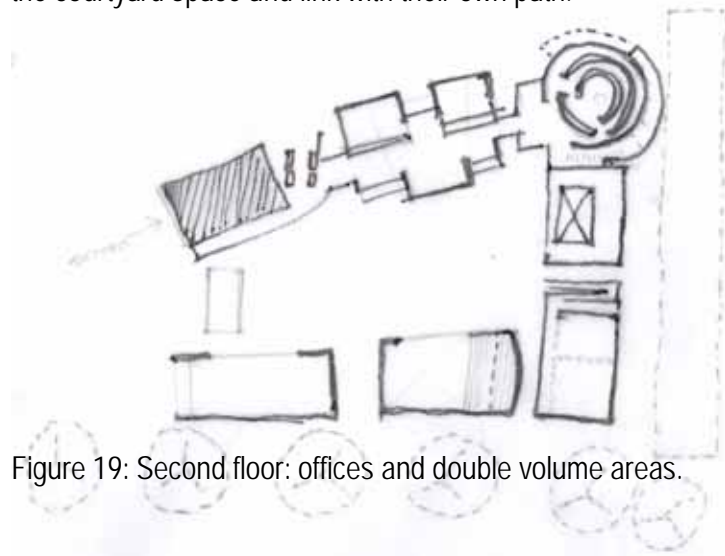 the courtyard space and link with their own path.
Figure 19: Second floor: offices and double volume areas.